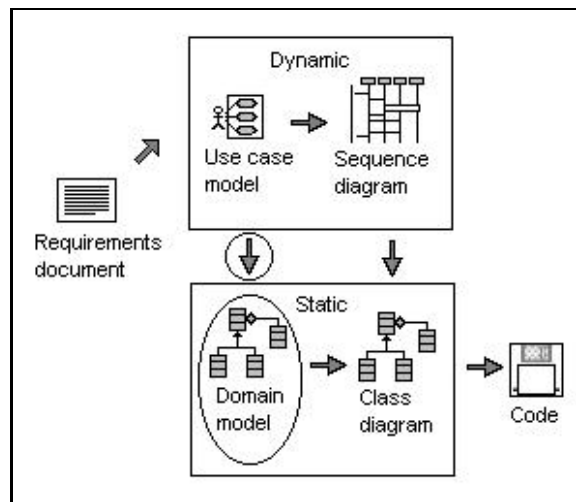 Dynamic
Use case
model
Sequence
diagram
Requirements
document
Static
Domain
model
Class
diagram
Code